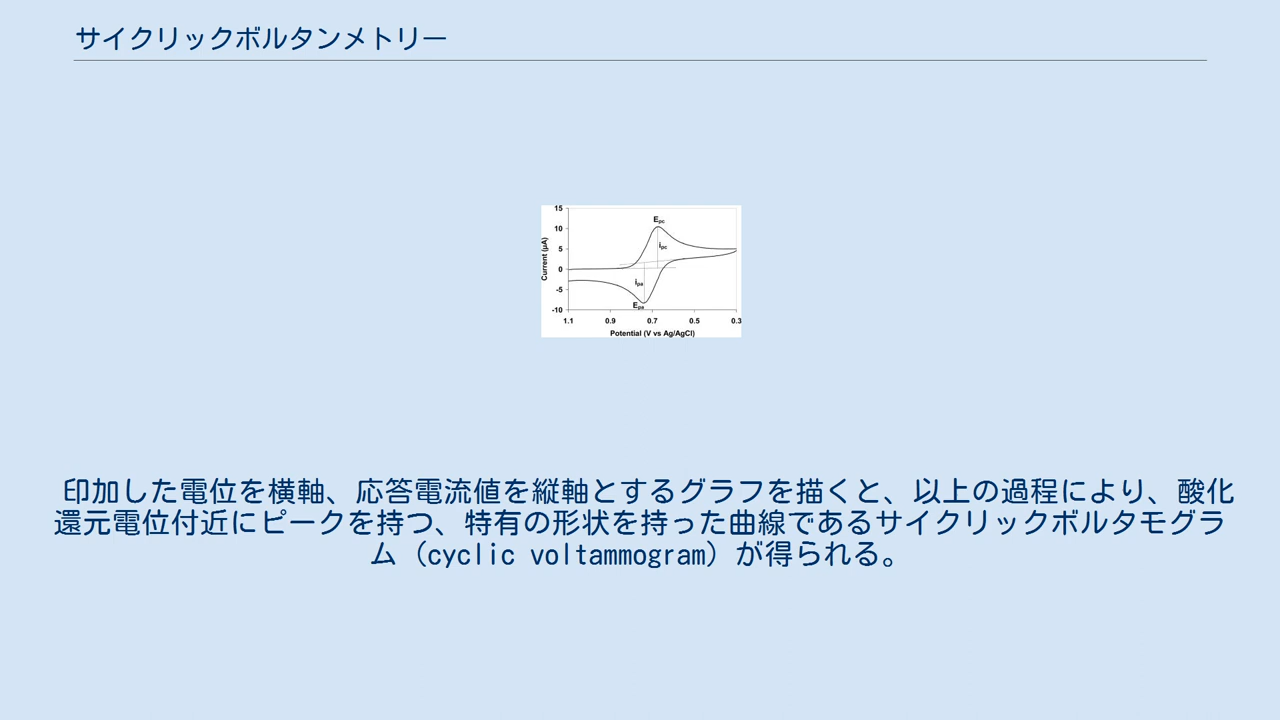 サイクリックボルタンメトリー
15
10
5
0
-5
-10
Current (µA)
Epc
ipc
ipa
Epa
1.1 0.9 0.7 0.5 0.3
Potential (V vs Ag/AgCl)
印加した電位を横軸、応答電流値を縦軸とするグラフを描くと、以上の過程により、酸化
還元電位付近にピークを持つ、特有の形状を持った曲線であるサイクリックボルタモグラ
ム（cyclic voltammogram）が得られる。